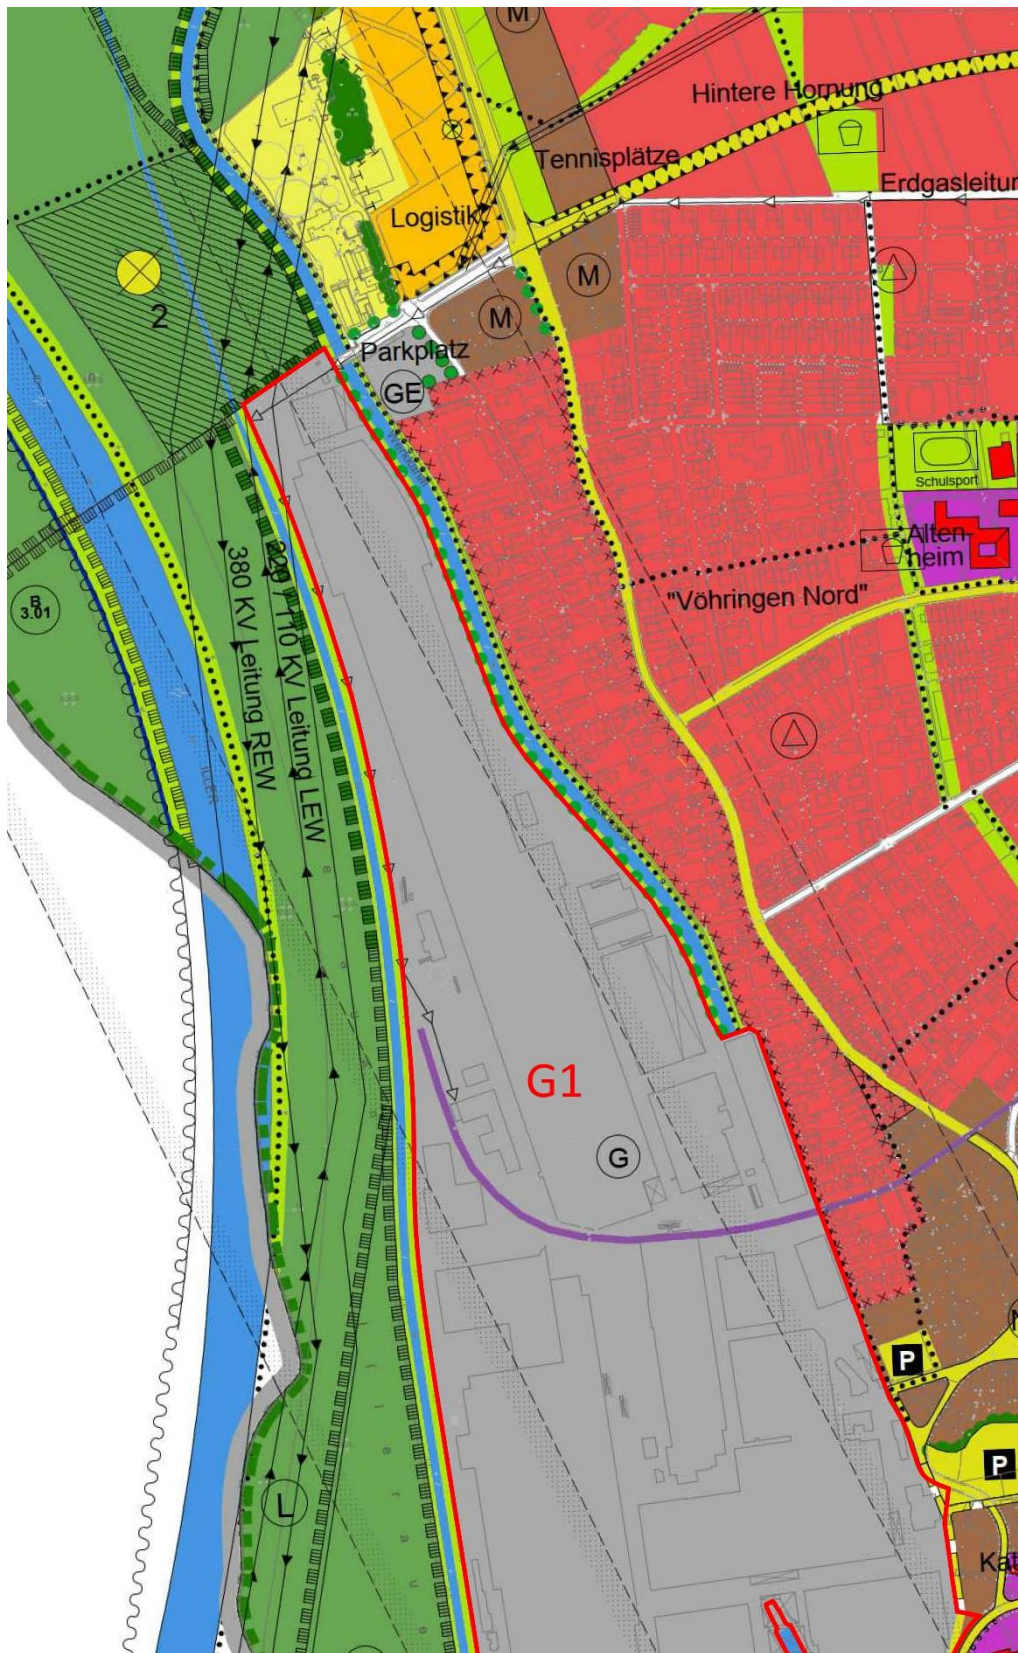 M
Hintere Hornung
Tennisplätze
Erdgasleitun
Logistik
M
2
M
Parkplatz
GE
Schulsport
Alten-
heim
380 KV Leitung REW
220 / 110 KV Leitung LEW
B
3.01
"Vöhringen Nord"
ILLER
G1
G
P
P
L
Kat